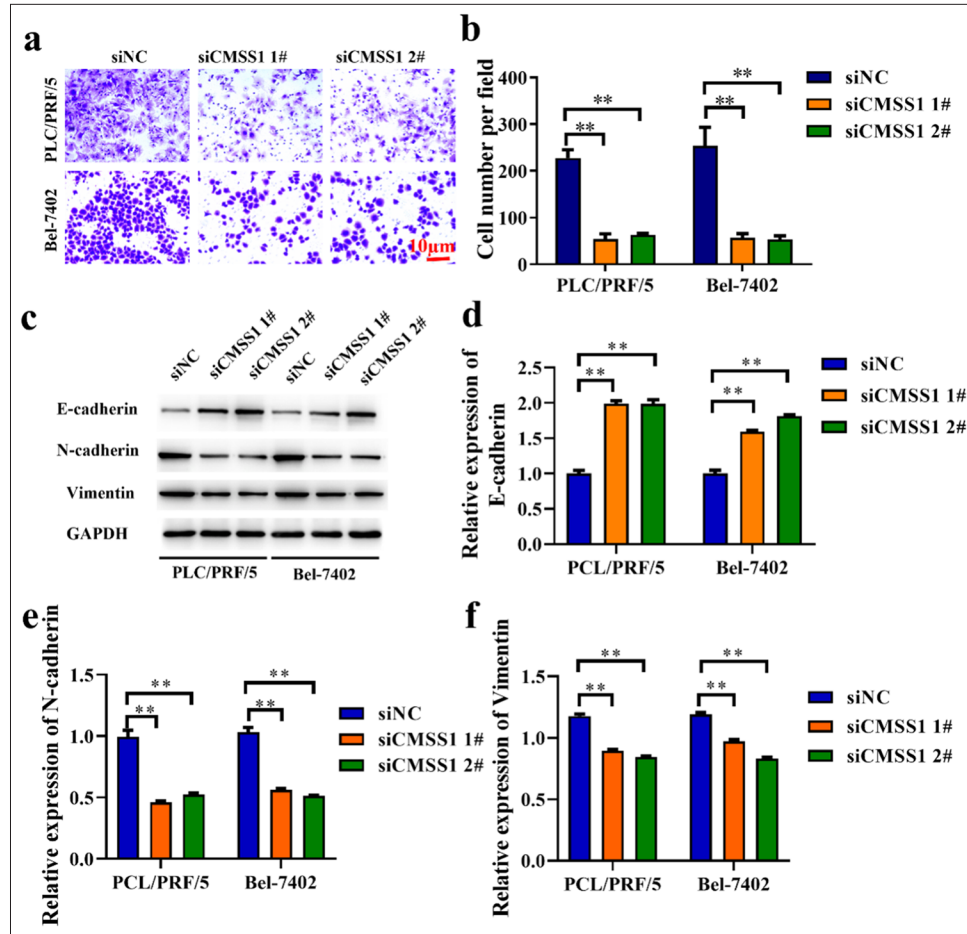 a
siNC siCMSS1 1# siCMSS1 2#
PLC/PRF/5
Bel-7402
10μm
b
Cell number per field
400
300
200
100
0
** ** ** **
PLC/PRF/5 Bel-7402
siNC
siCMSS1 1#
siCMSS1 2#
c
siNC siCMSS1 1# siCMSS1 2# siNC siCMSS1 1# siCMSS1 2#
E-cadherin
N-cadherin
Vimentin
GAPDH
PLC/PRF/5 Bel-7402
d
Relative expression of
E-cadherin
2.5
2.0
1.5
1.0
0.5
0.0
** ** ** **
PCL/PRF/5 Bel-7402
siNC
siCMSS1 1#
siCMSS1 2#
e
Relative expression of N-cadherin
1.5
1.0
0.5
0.0
** ** ** **
PCL/PRF/5 Bel-7402
siNC
siCMSS1 1#
siCMSS1 2#
f
Relative expression of Vimentin
1.5
1.0
0.5
0.0
** ** ** **
PCL/PRF/5 Bel-7402
siNC
siCMSS1 1#
siCMSS1 2#